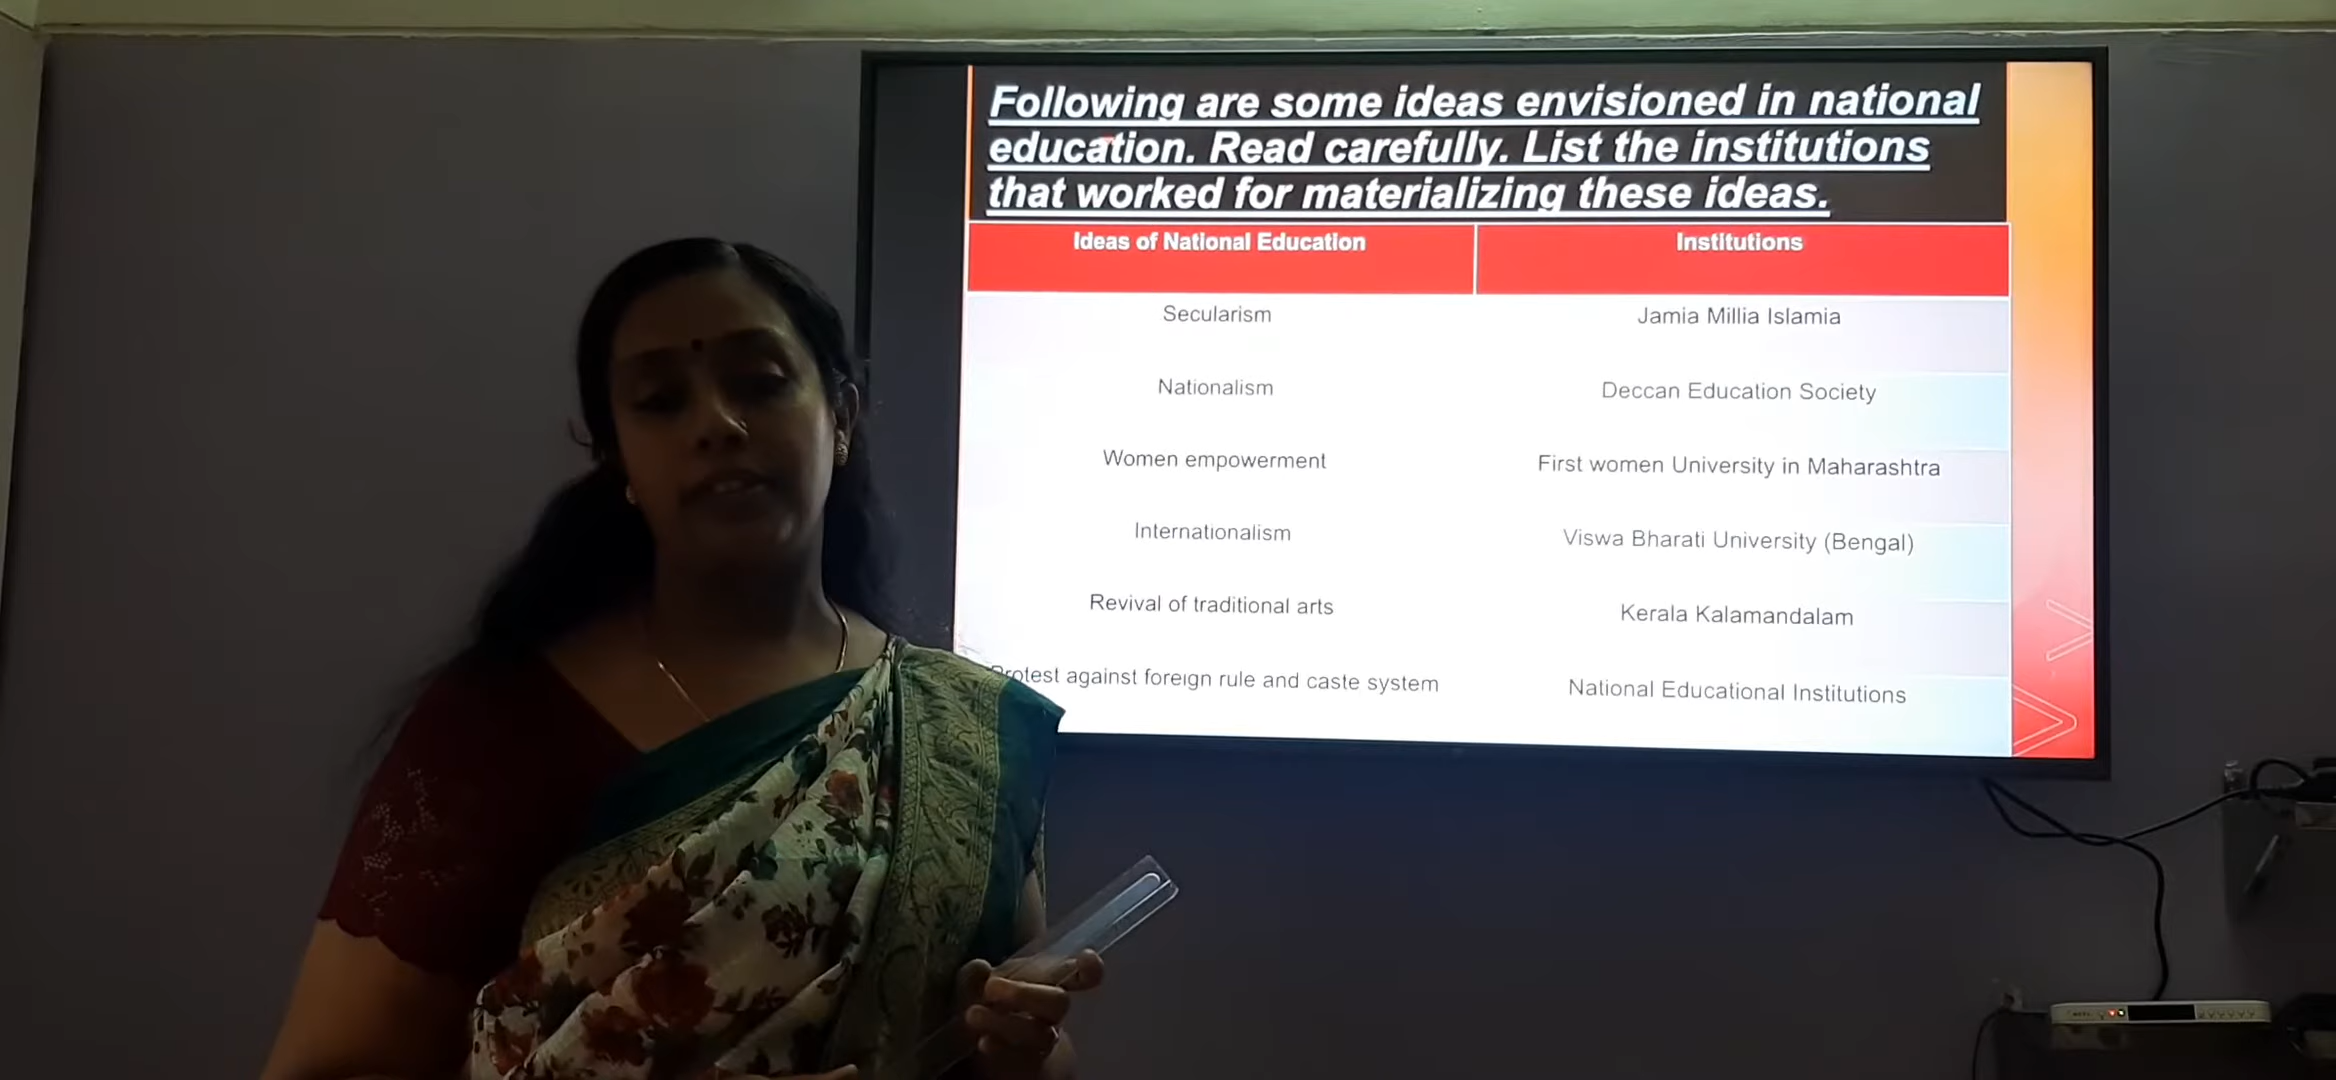 Following are some ideas envisioned in national
education. Read carefully. List the institutions
that worked for materializing these ideas.
Ideas of National Education Institutions
Secularism Jamia Millia Islamia
Nationalism Deccan Education Society
Women empowerment First women University in Maharashtra
Internationalism Viswa Bharati University (Bengal)
Revival of traditional arts Kerala Kalamandalam
Protest against foreign rule and caste system National Educational Institutions